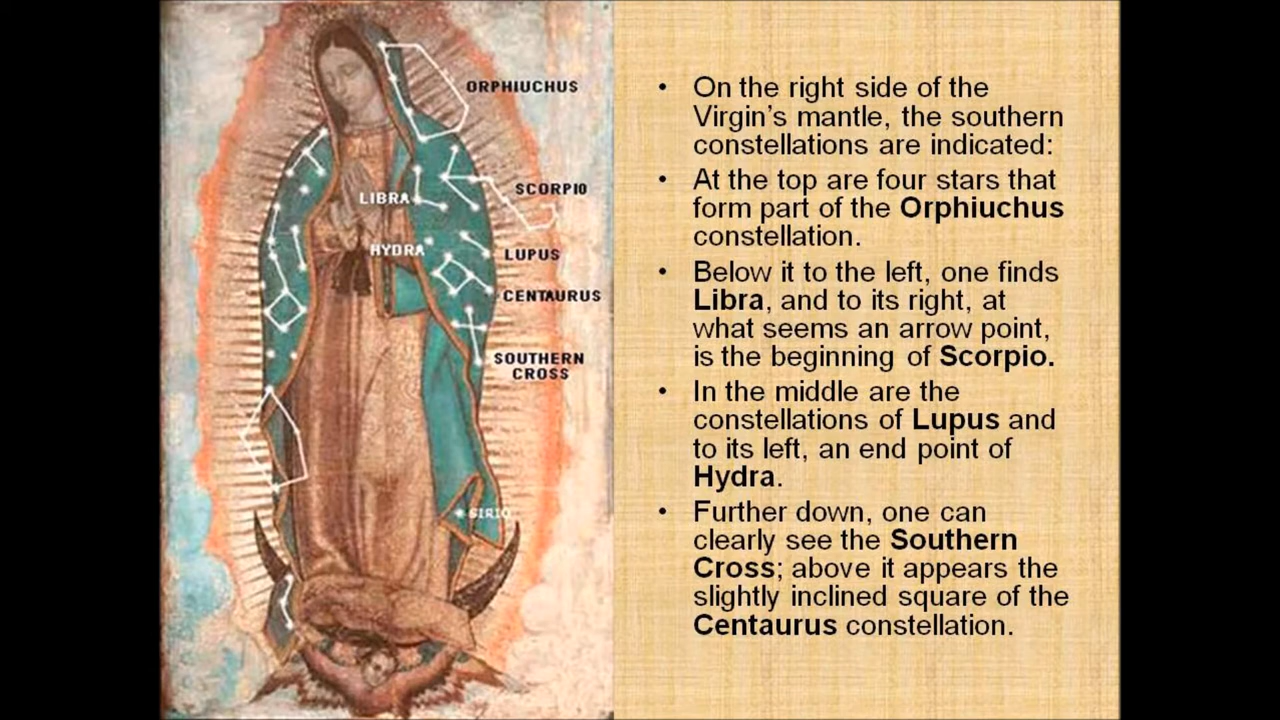 ORPHIUCHUS
SCORPIO
LIBRA
HYDRA
LUPUS
CENTAURUS
SOUTHERN
CROSS
SIRIO
• On the right side of the
Virgin's mantle, the southern
constellations are indicated:
• At the top are four stars that
form part of the Orphiuchus
constellation.
• Below it to the left, one finds
Libra, and to its right, at
what seems an arrow point,
is the beginning of Scorpio.
• In the middle are the
constellations of Lupus and
to its left, an end point of
Hydra.
• Further down, one can
clearly see the Southern
Cross; above it appears the
slightly inclined square of the
Centaurus constellation.